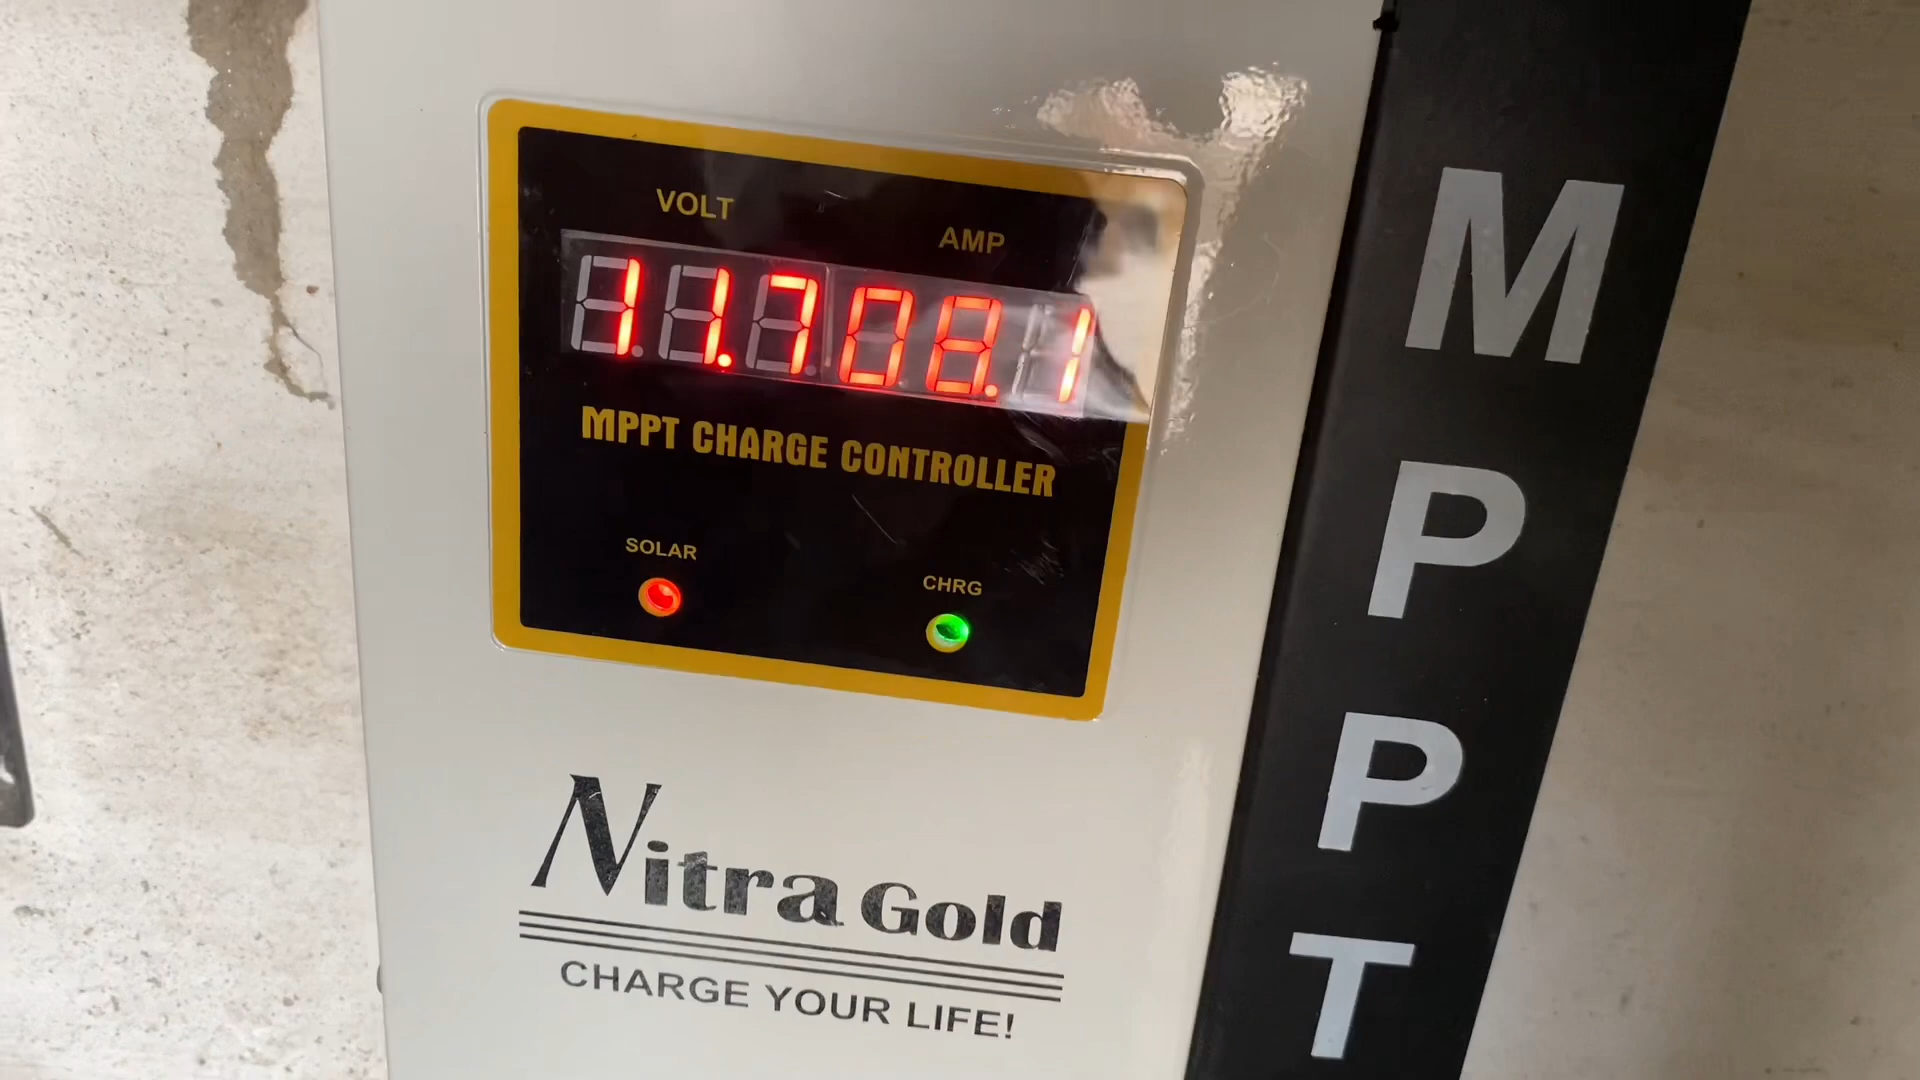 VOLT AMP
11.7 08.1
MPPT CHARGE CONTROLLER
SOLAR CHRG
Nitra Gold
CHARGE YOUR LIFE!
MPPT